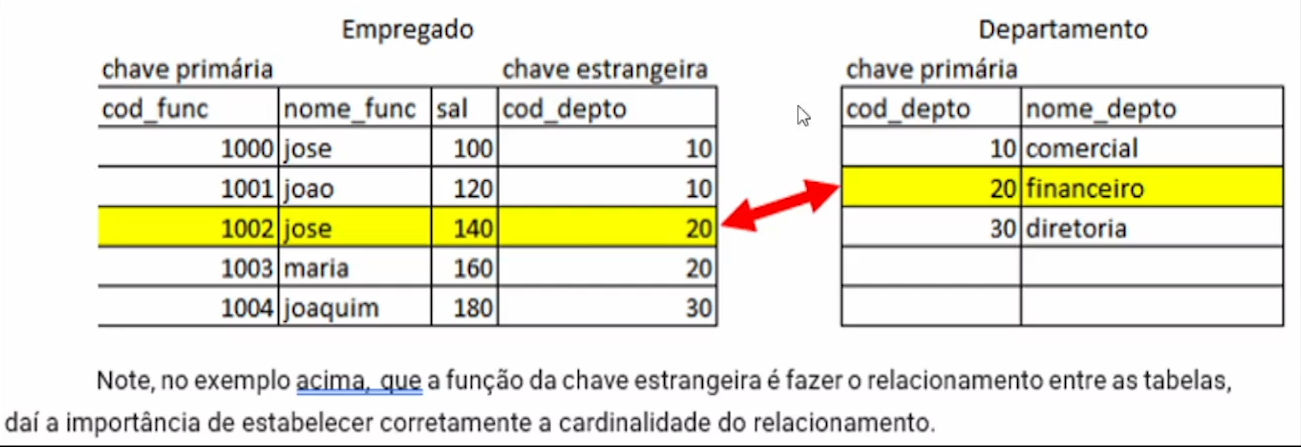 Empregado Departamento
chave primária chave estrangeira chave primária
cod_func nome_func sal cod_depto cod_depto nome_depto
1000 jose 100 10 10 comercial
1001 joao 120 10 20 financeiro
1002 jose 140 20 30 diretoria
1003 maria 160 20
1004 joaquim 180 30
Note, no exemplo acima, que a função da chave estrangeira é fazer o relacionamento entre as tabelas,
daí a importância de estabelecer corretamente a cardinalidade do relacionamento.